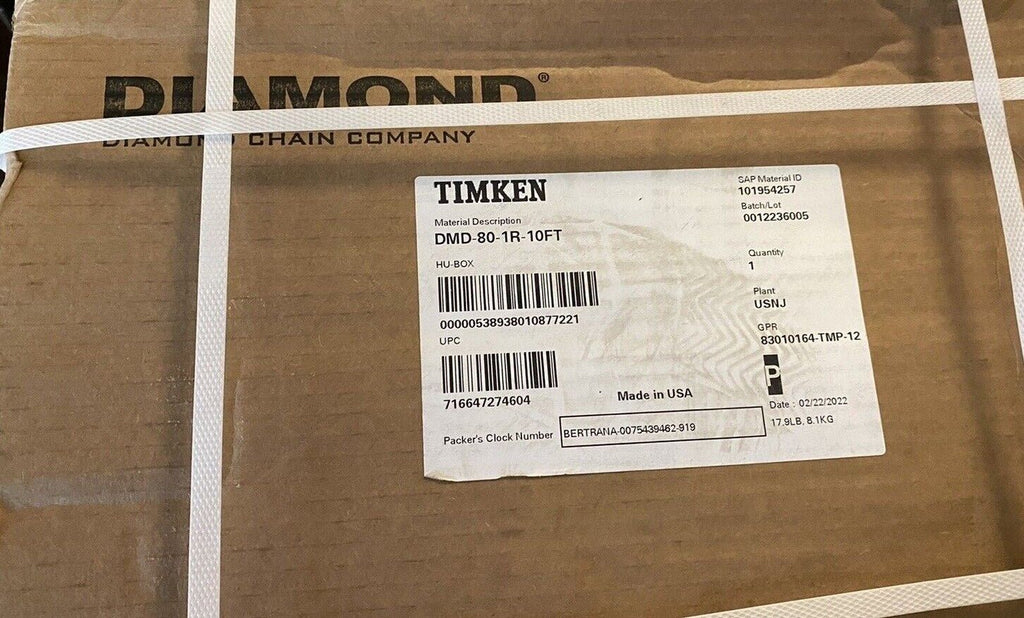 DIAMOND®
DIAMOND CHAIN COMPANY
TIMKEN
Material Description
DMD-80-1R-10FT
HU-BOX
00000538938010877221
UPC
716647274604
Packer's Clock Number
BERTRANA-0075439462-919
Made in USA
SAP Material ID
101954257
Batch/Lot
0012236005
Quantity
1
Plant
USNJ
GPR
83010164-TMP-12
P
Date : 02/22/2022
17.9LB, 8.1KG